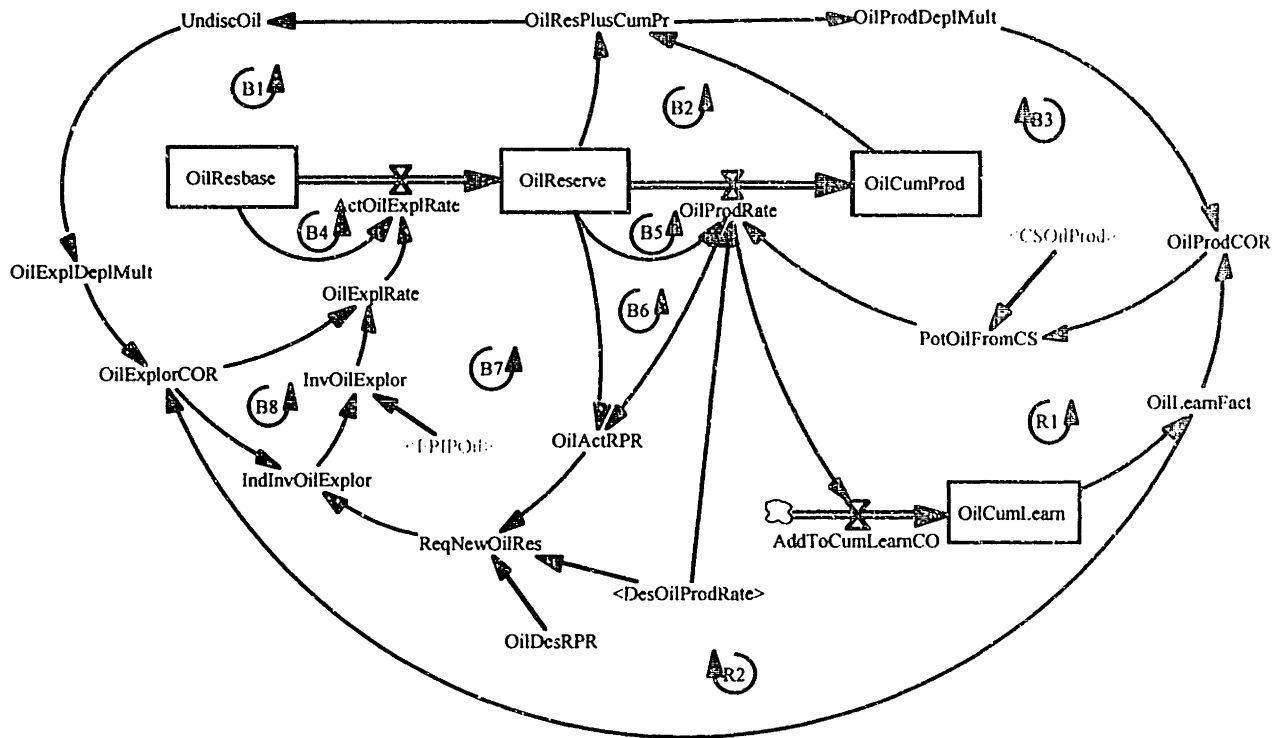 UndiscOil
OilResPlusCumPr
OilProdDeplMult
B1
B2
B3
OilResbase
OilReserve
OilCumProd
ActOilExplRate
OilProdRate
B4
B5
<CSOilProd>
OilProdCOR
OilExplDeplMult
OilExplRate
B6
PotOilFromCS
OilExplorCOR
InvOilExplor
B7
B8
OilLearnFact
R1
OilActRPR
IndInvOilExplor
OilCumLearn
ReqNewOilRes
AddToCumLearnCO
<DesOilProdRate>
OilDesRPR
R2